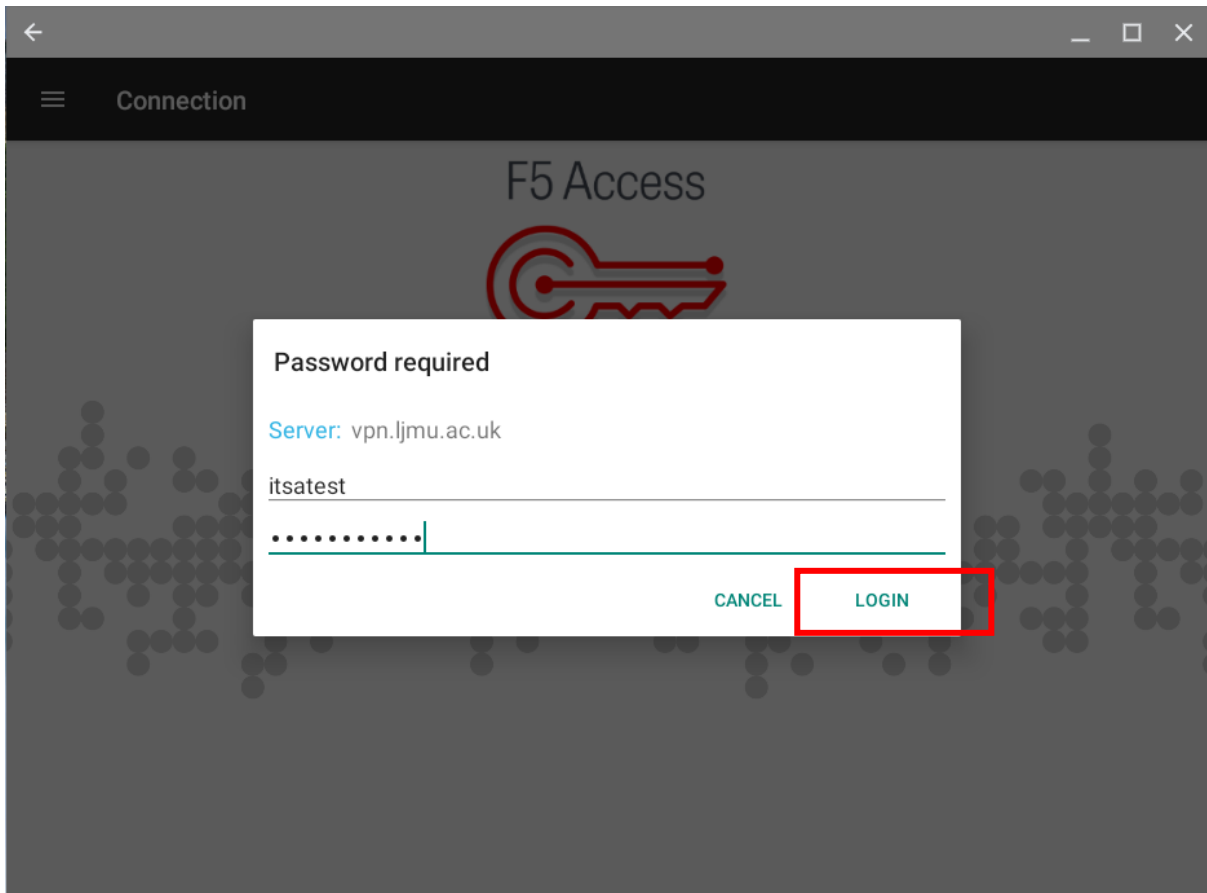 Connection
F5 Access
Password required
Server: vpn.ljmu.ac.uk
itsatest
•••••••••••
CANCEL LOGIN